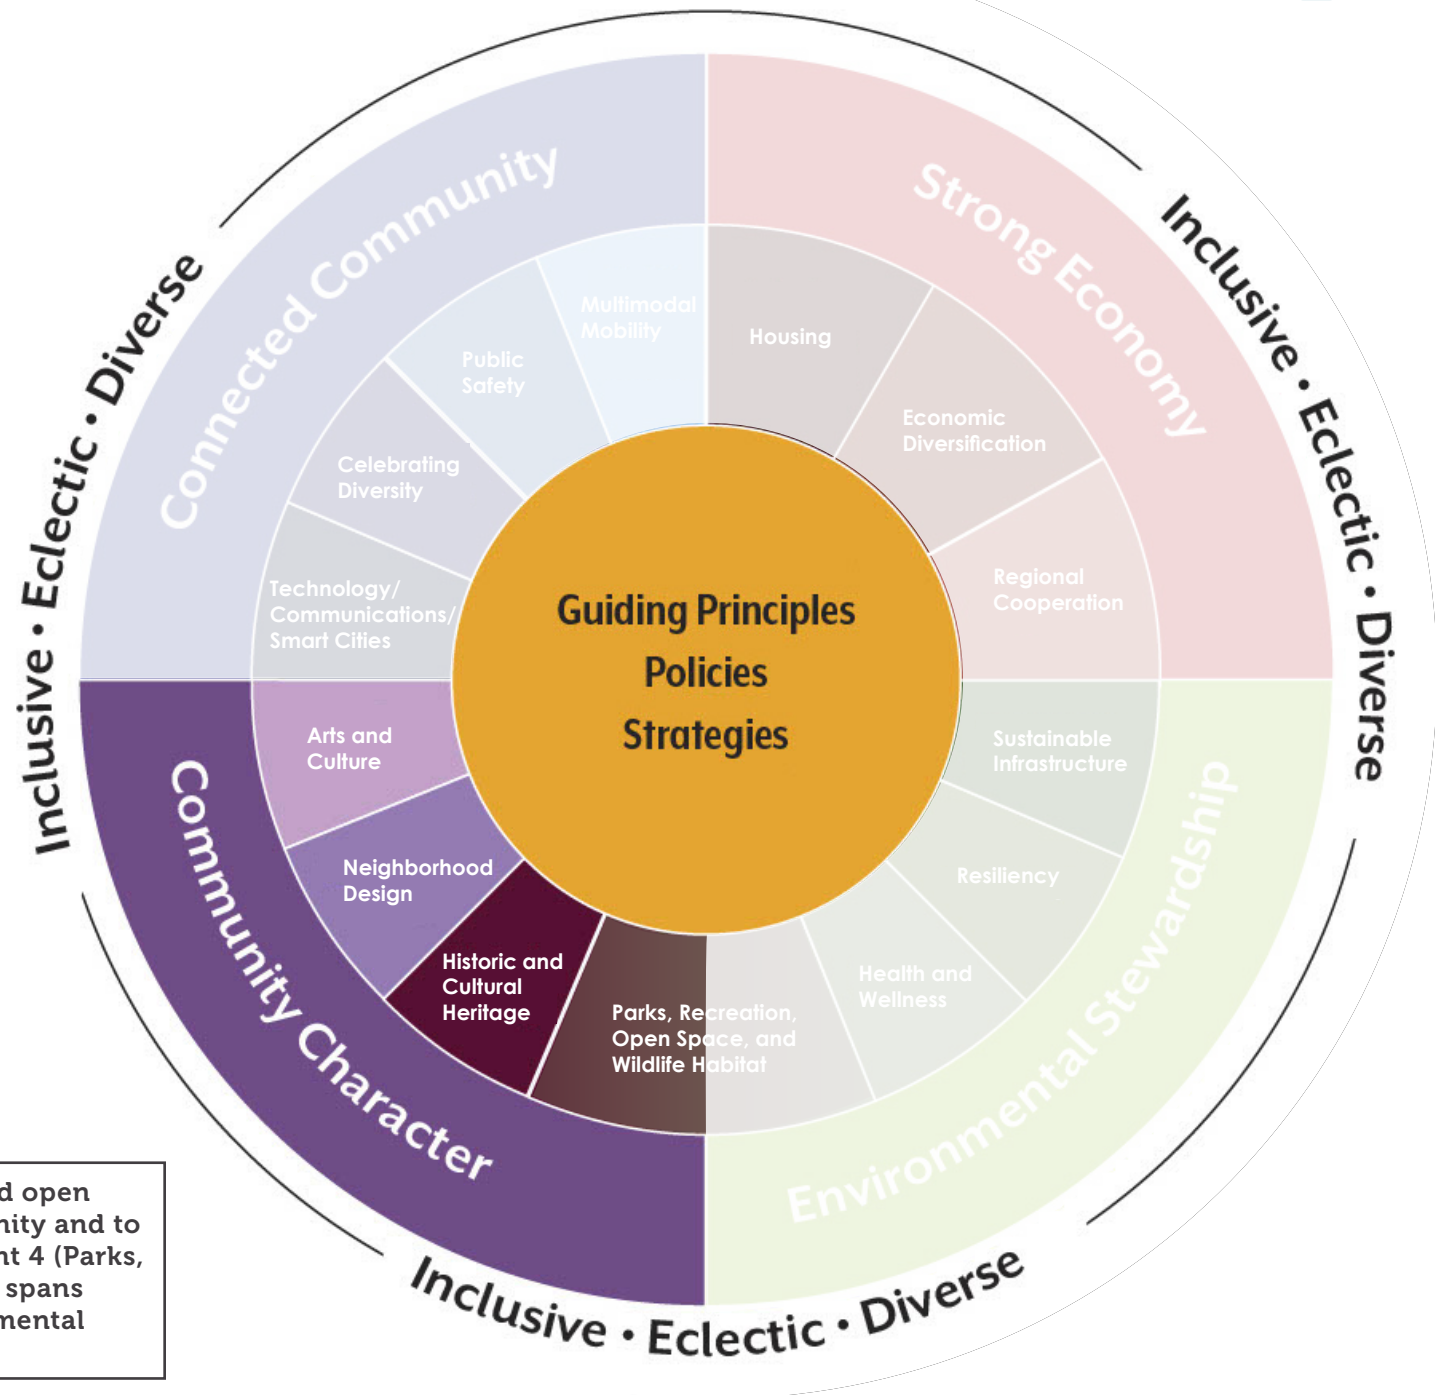 Connected Community
Strong Economy
Inclusive • Eclectic • Diverse
Inclusive • Eclectic • Diverse
Multimodal
Mobility
Housing
Public
Safety
Economic
Diversification
Celebrating
Diversity
Technology/
Communications/
Smart Cities
Regional
Cooperation
Guiding Principles
Policies
Strategies
Arts and
Culture
Sustainable
Infrastructure
Neighborhood
Design
Resiliency
Historic and
Cultural
Heritage
Health and
Wellness
Parks, Recreation,
Open Space, and
Wildlife Habitat
Community Character
Environmental Stewardship
Inclusive • Eclectic • Diverse
open
and to
4 (Parks,
spans